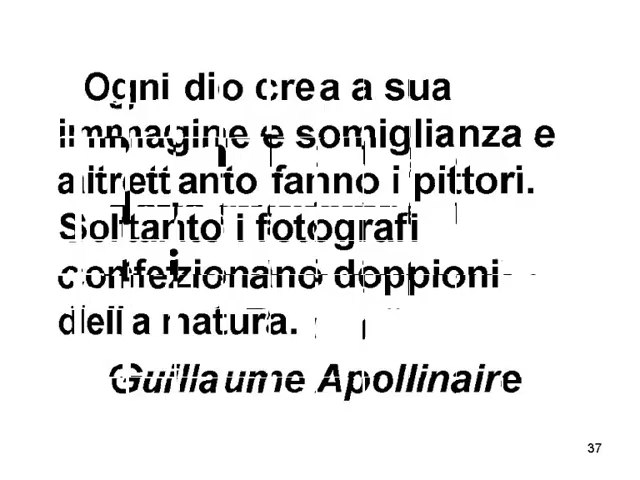 Ogni dio crea a sua
immagine e somiglianza e
altrettanto fanno i pittori.
Soltanto i fotografi
confezionano doppioni
della natura.
Guillaume Apollinaire
37